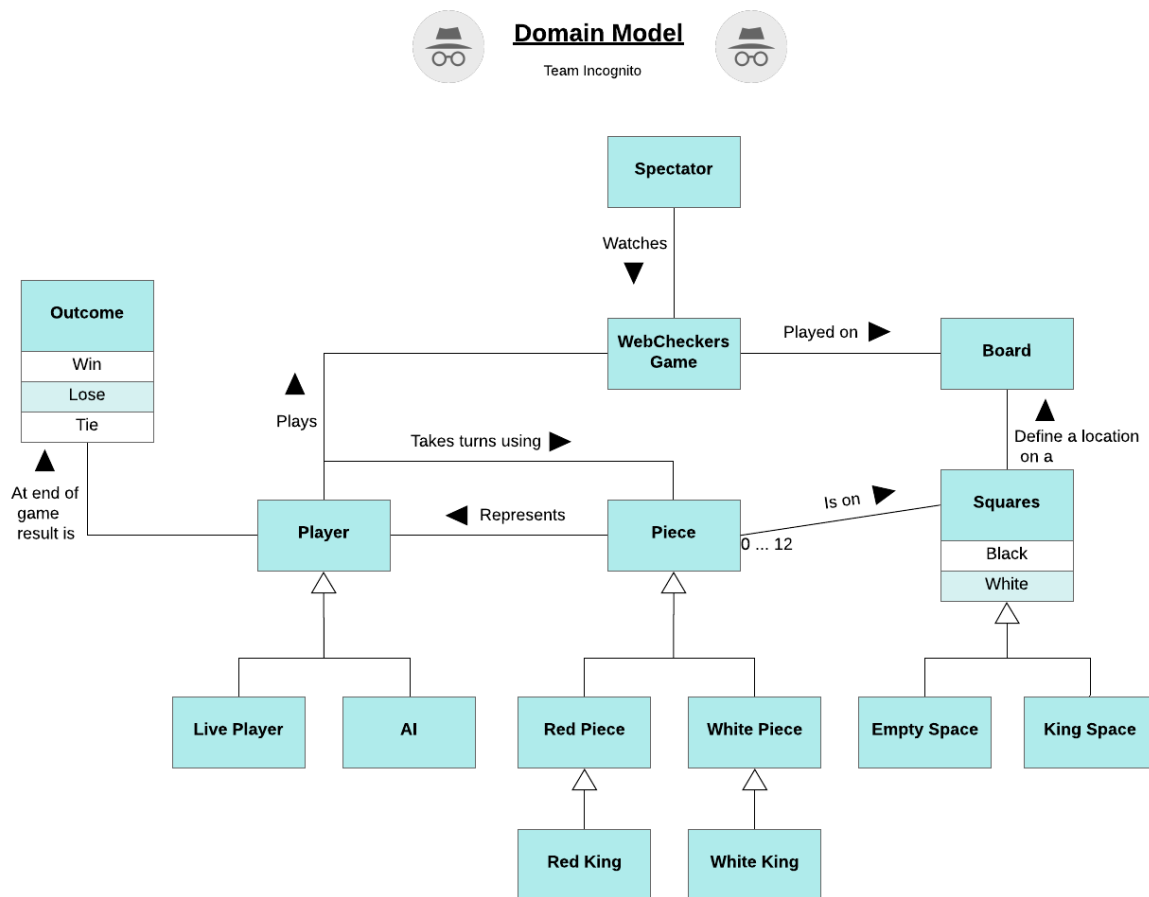 Domain Model
Team Incognito
Spectator
Watches
Outcome
Win
Lose
Tie
WebCheckers
Game
Played on
Board
Plays
Takes turns using
Define a location
on a
At end of
game
result is
Player
Represents
Piece
0 ... 12
Is on
Squares
Black
White
Live Player
AI
Red Piece
White Piece
Empty Space
King Space
Red King
White King